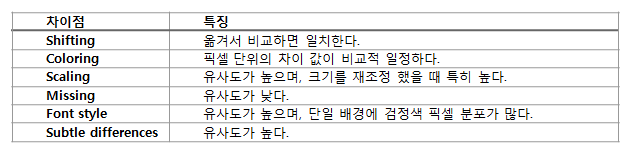 차이점 특징
Shifting 옮겨서 비교하면 일치한다.
Coloring 픽셀 단위의 차이 값이 비교적 일정하다.
Scaling 유사도가 높으며, 크기를 재조정 했을 때 특히 높다.
Missing 유사도가 낮다.
Font style 유사도가 높으며, 단일 배경에 검정색 픽셀 분포가 많다.
Subtle differences 유사도가 높다.